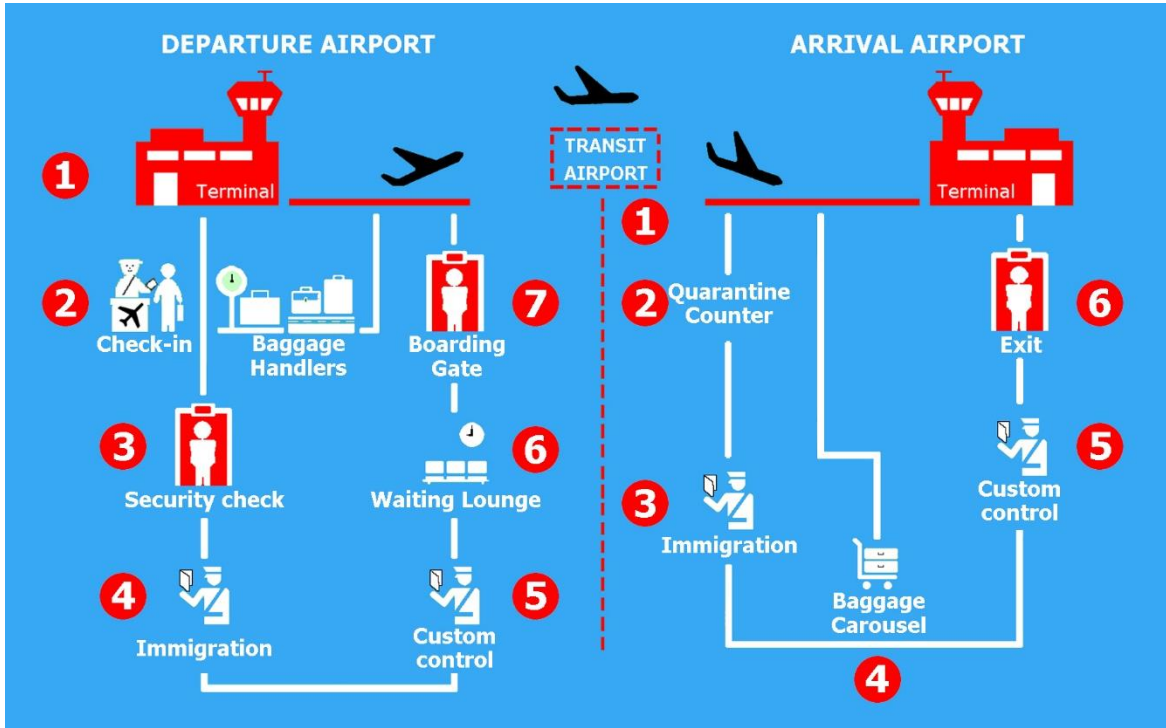 DEPARTURE AIRPORT
1
Terminal
2
Check-in
Baggage
Handlers
3
Security check
4
Immigration
5
Custom
control
6
Waiting Lounge
7
Boarding
Gate
TRANSIT
AIRPORT
ARRIVAL AIRPORT
1
Terminal
2
Quarantine
Counter
3
Immigration
4
Baggage
Carousel
5
Custom
control
6
Exit